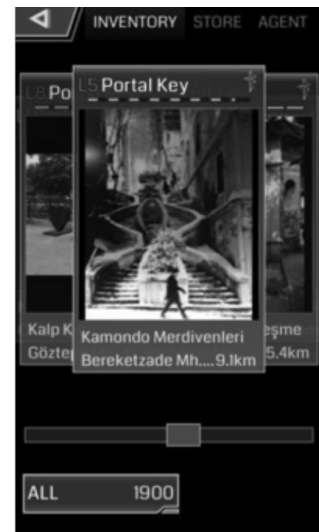 INVENTORY STORE AGENT
L8 Po
L5 Portal Key
Kalp K
Göztep
Kamondo Merdivenleri
Bereketzade Mh....9.1km
eşme
5.4km
ALL 1900